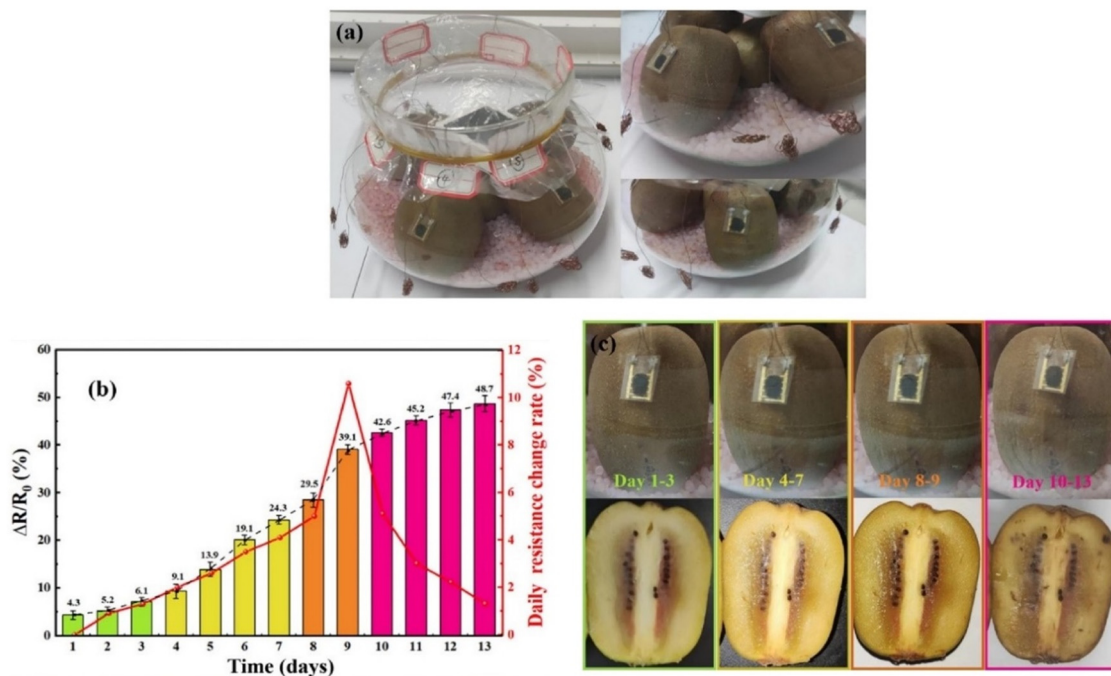 (a)
(b)
60
50
40
30
20
10
0
ΔR/R₀ (%)
12
10
8
6
4
2
0
Daily resistance change rate (%)
4.3 5.2 6.1 9.1 13.9 19.1 24.3 29.5 39.1 42.6 45.2 47.4 48.7
1 2 3 4 5 6 7 8 9 10 11 12 13
Time (days)
(c)
Day 1-3 Day 4-7 Day 8-9 Day 10-13